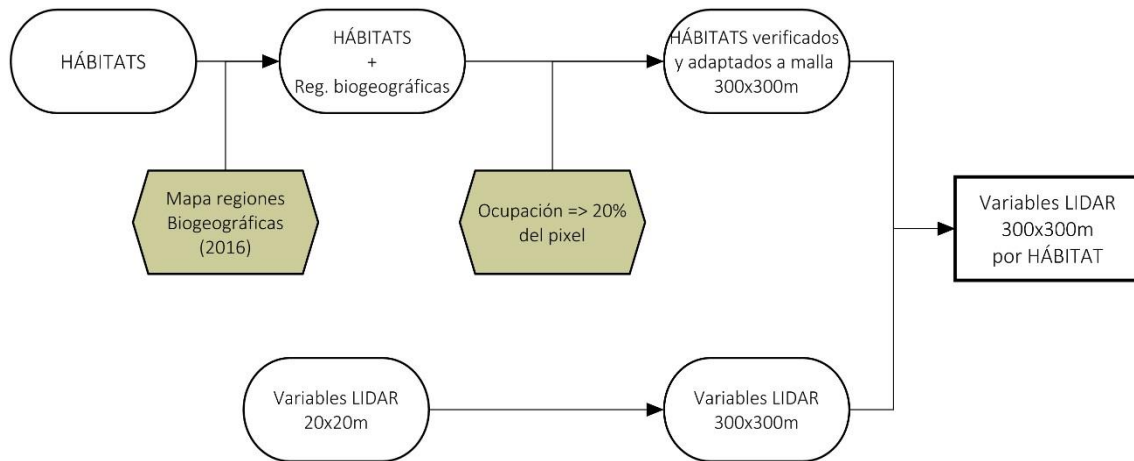 HÁBITATS
HÁBITATS
+
Reg. biogeográficas
HÁBITATS verificados
y adaptados a malla
300x300m
Mapa regiones
Biogeográficas
(2016)
Ocupación => 20%
del pixel
Variables LIDAR
300x300m
por HÁBITAT
Variables LIDAR
20x20m
Variables LIDAR
300x300m